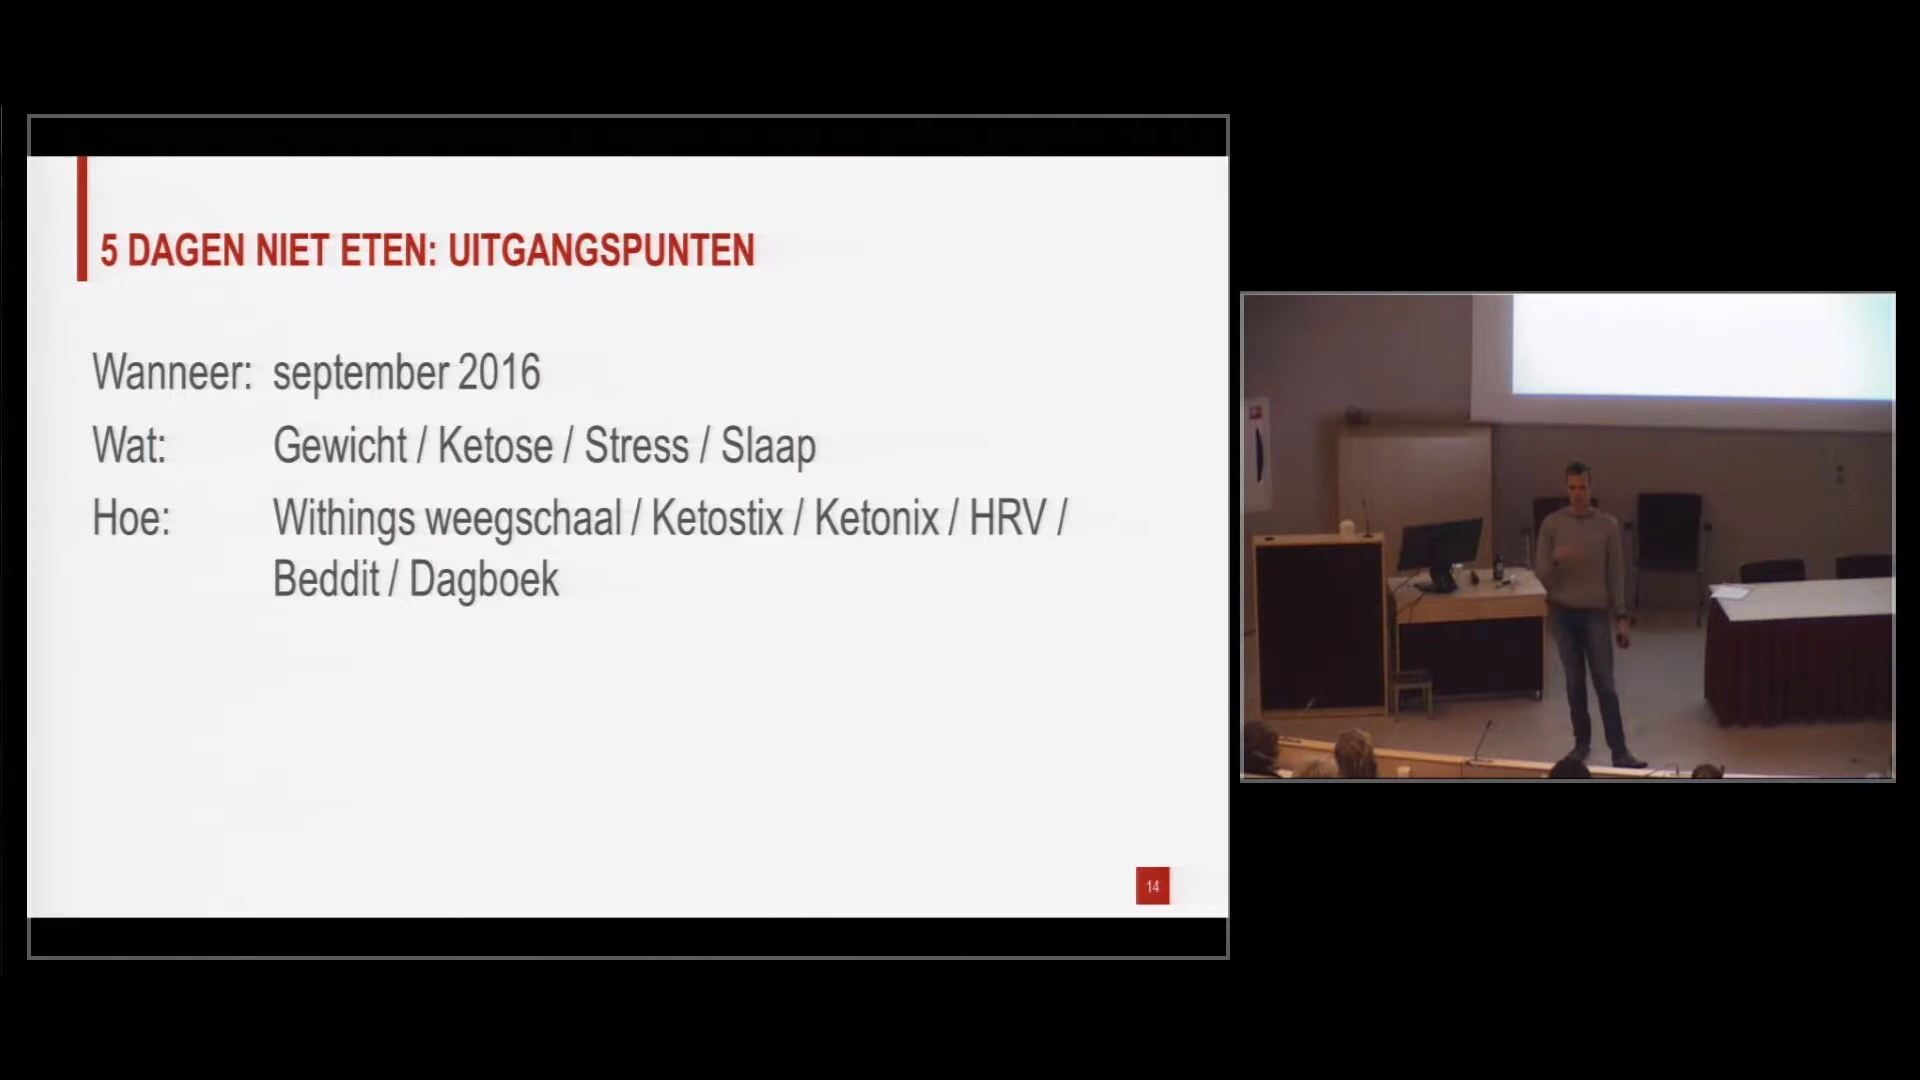 5 DAGEN NIET ETEN: UITGANGSPUNTEN
Wanneer: september 2016
Wat: Gewicht / Ketose / Stress / Slaap
Hoe: Withings weegschaal / Ketostix / Ketonix / HRV /
Beddit / Dagboek
14